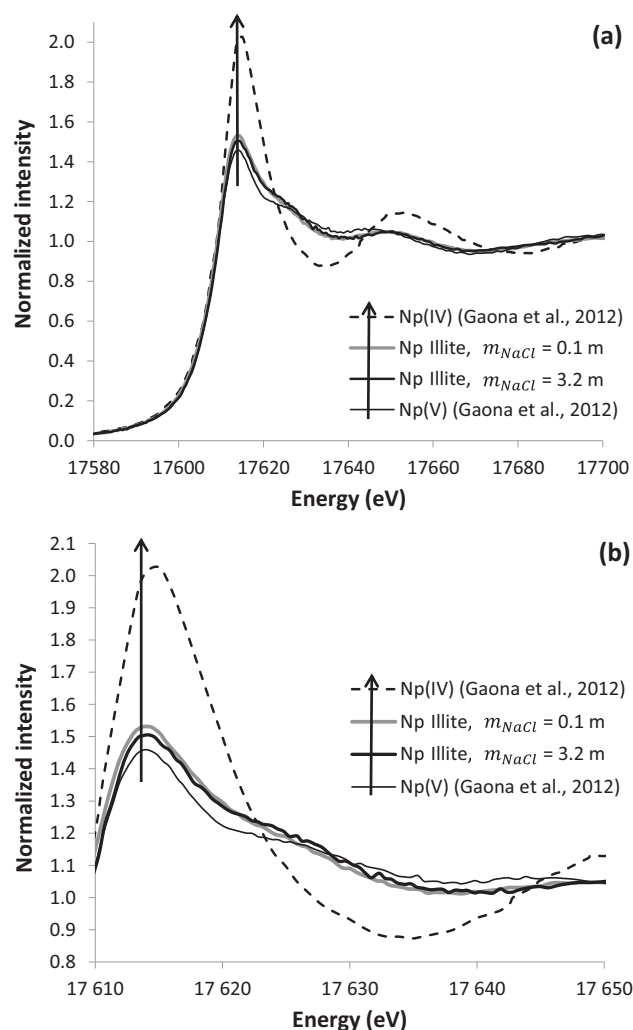 (a)
Normalized intensity
2.0
1.8
1.6
1.4
1.2
1.0
0.8
0.6
0.4
0.2
0.0
Np(IV) (Gaona et al., 2012)
Np Illite, m_NaCl = 0.1 m
Np Illite, m_NaCl = 3.2 m
Np(V) (Gaona et al., 2012)
17580 17600 17620 17640 17660 17680 17700
Energy (eV)
(b)
Normalized intensity
2.1
2.0
1.9
1.8
1.7
1.6
1.5
1.4
1.3
1.2
1.1
1.0
0.9
0.8
Np(IV) (Gaona et al., 2012)
Np Illite, m_NaCl = 0.1 m
Np Illite, m_NaCl = 3.2 m
Np(V) (Gaona et al., 2012)
17 610 17 620 17 630 17 640 17 650
Energy (eV)